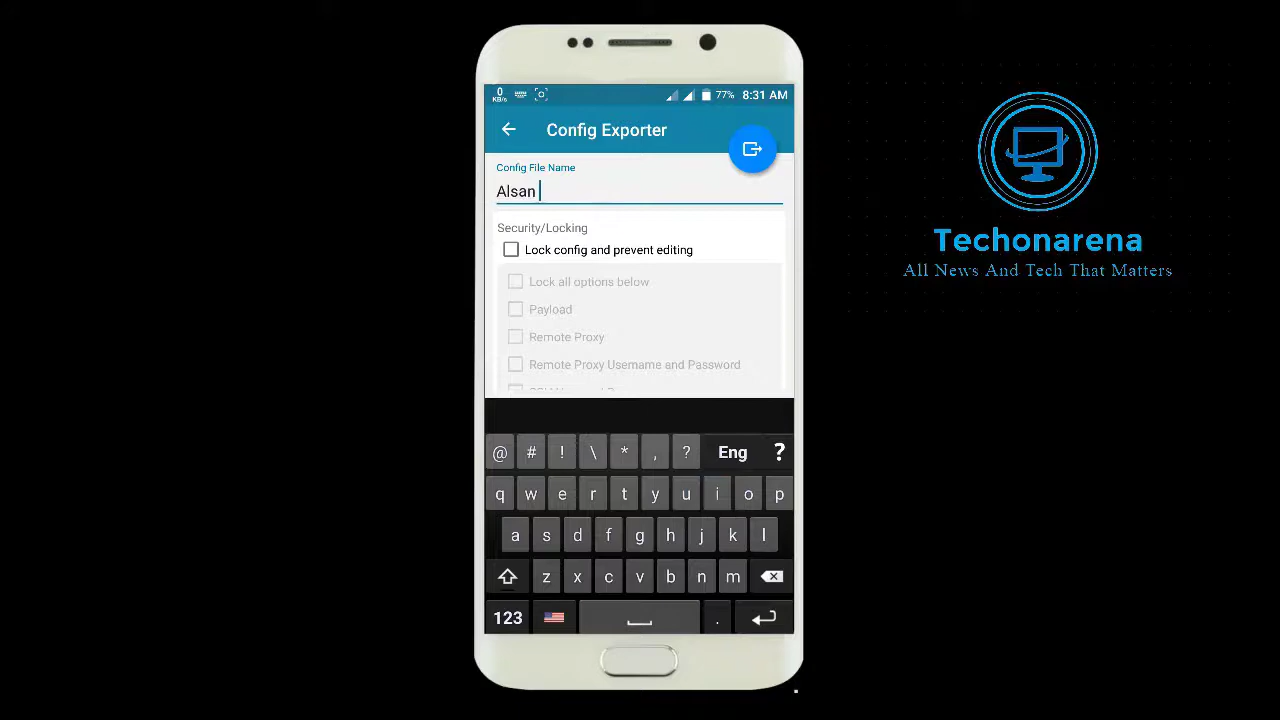 0
KB/s
77% 8:31 AM
Config Exporter
Config File Name
Alsan
Security/Locking
Lock config and prevent editing
Lock all options below
Payload
Remote Proxy
Remote Proxy Username and Password
@ # ! \ * , ? Eng ?
q w e r t y u i o p
a s d f g h j k l
z x c v b n m
123 .
Techonarena
All News And Tech That Matters